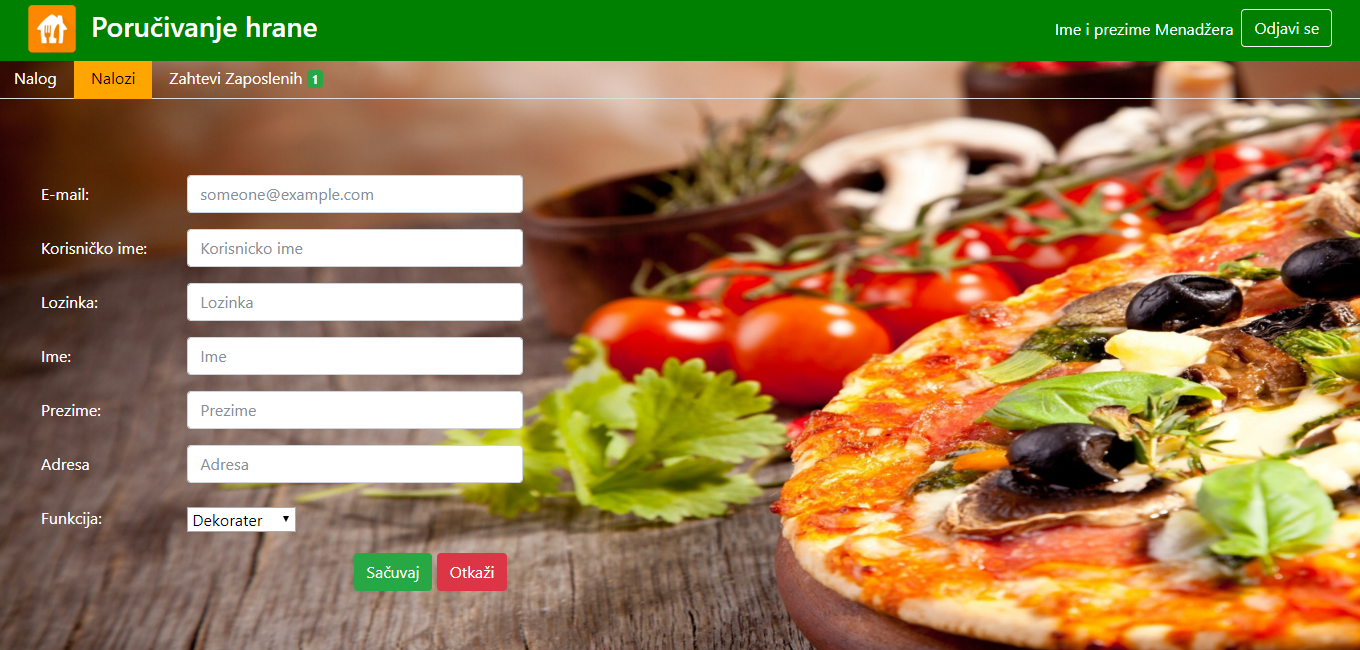 Poručivanje hrane
Ime i prezime Menadžera
Odjavi se
Nalog
Nalozi
Zahtevi Zaposlenih 1
E-mail:
someone@example.com
Korisničko ime:
Korisnicko ime
Lozinka:
Lozinka
Ime:
Ime
Prezime:
Prezime
Adresa
Adresa
Funkcija:
Dekorater
Sačuvaj
Otkaži